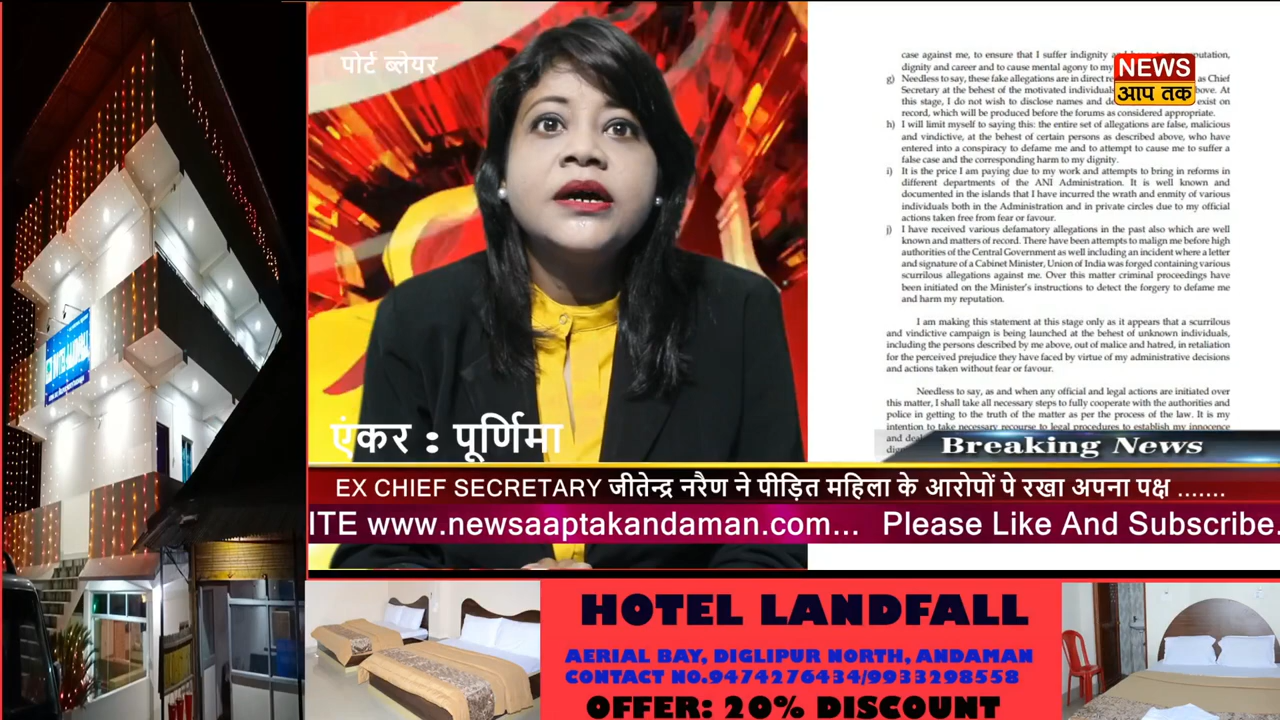 पोर्ट ब्लेयर
NEWS
आप तक
case against me, to ensure that I suffer indignity
dignity and career and to cause mental agony to my
g) Needless to say, these fake allegations are in direct as Chief
Secretary at the behest of the motivated individuals At
this stage, I do not wish to disclose names and exist on
record, which will be produced before the forums as considered appropriate.
h) I will limit myself to saying this: the entire set of allegations are false, malicious
and vindictive, at the behest of certain persons as described above, who have
entered into a conspiracy to defame me and to attempt to cause me to suffer a
false case and the corresponding harm to my dignity.
i) It is the price I am paying due to my work and attempts to bring in reforms in
different departments of the ANI Administration. It is well known and
documented in the islands that I have incurred the wrath and enmity of various
individuals both in the Administration and in private circles due to my official
actions taken free from fear or favour.
j) I have received various defamatory allegations in the past also which are well
known and matters of record. There have been attempts to malign me before high
authorities of the Central Government as well including an incident where a letter
and signature of a Cabinet Minister, Union of India was forged containing various
scurrilous allegations against me. Over this matter criminal proceedings have
been initiated on the Minister's instructions to detect the forgery to defame me
and harm my reputation.
I am making this statement at this stage only as it appears that a scurrilous
and vindictive campaign is being launched at the behest of unknown individuals,
including the persons described by me above, out of malice and hatred, in retaliation
for the perceived prejudice they have faced by virtue of my administrative decisions
and actions taken without fear or favour.
Needless to say, as and when any official and legal actions are initiated over
this matter, I shall take all necessary steps to fully cooperate with the authorities and
police in getting to the truth of the matter as per the process of the law. It is my
intention to take necessary recourse to legal procedures to establish my innocence
and
एंकर : पूर्णिमा
Breaking News
EX CHIEF SECRETARY जीतेन्द्र नरैण ने पीड़ित महिला के आरोपों पे रखा अपना पक्ष .......
ITE www.newsaaptakandaman.com... Please Like And Subscribe.
HOTEL LANDFALL
AERIAL BAY, DIGLIPUR NORTH, ANDAMAN
CONTACT NO.9474276434/9933298558
OFFER: 20% DISCOUNT